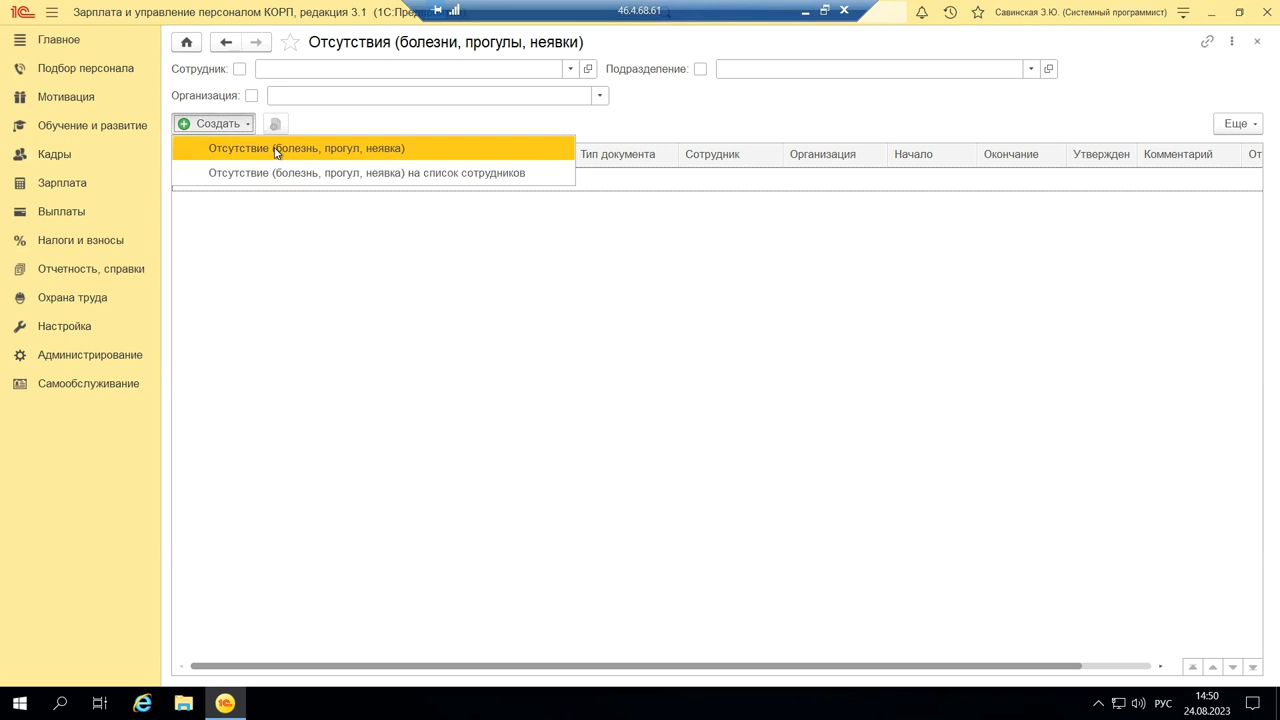 Зарплата и управление персоналом КОРП, редакция 3.1 (1С:Пред
46.4.68.61
Савинская З.Ю. (Системный программист)
Главное
Подбор персонала
Мотивация
Обучение и развитие
Кадры
Зарплата
Выплаты
Налоги и взносы
Отчетность, справки
Охрана труда
Настройка
Администрирование
Самообслуживание
Отсутствия (болезни, прогулы, неявки)
Сотрудник:
Подразделение:
Организация:
Создать
Еще
Отсутствие (болезнь, прогул, неявка)
Отсутствие (болезнь, прогул, неявка) на список сотрудников
Тип документа Сотрудник Организация Начало Окончание Утвержден Комментарий От
РУС
14:50
24.08.2023